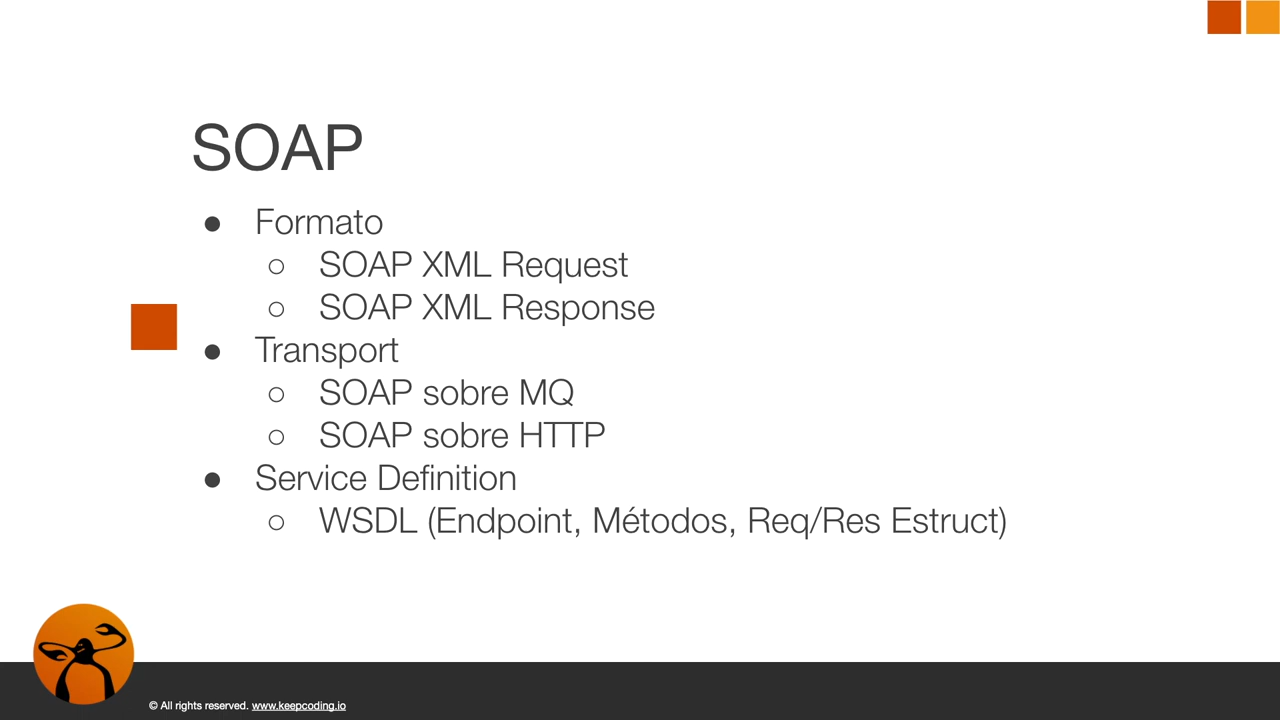 SOAP
● Formato
○ SOAP XML Request
○ SOAP XML Response
● Transport
○ SOAP sobre MQ
○ SOAP sobre HTTP
● Service Definition
○ WSDL (Endpoint, Métodos, Req/Res Estruct)
© All rights reserved. www.keepcoding.io